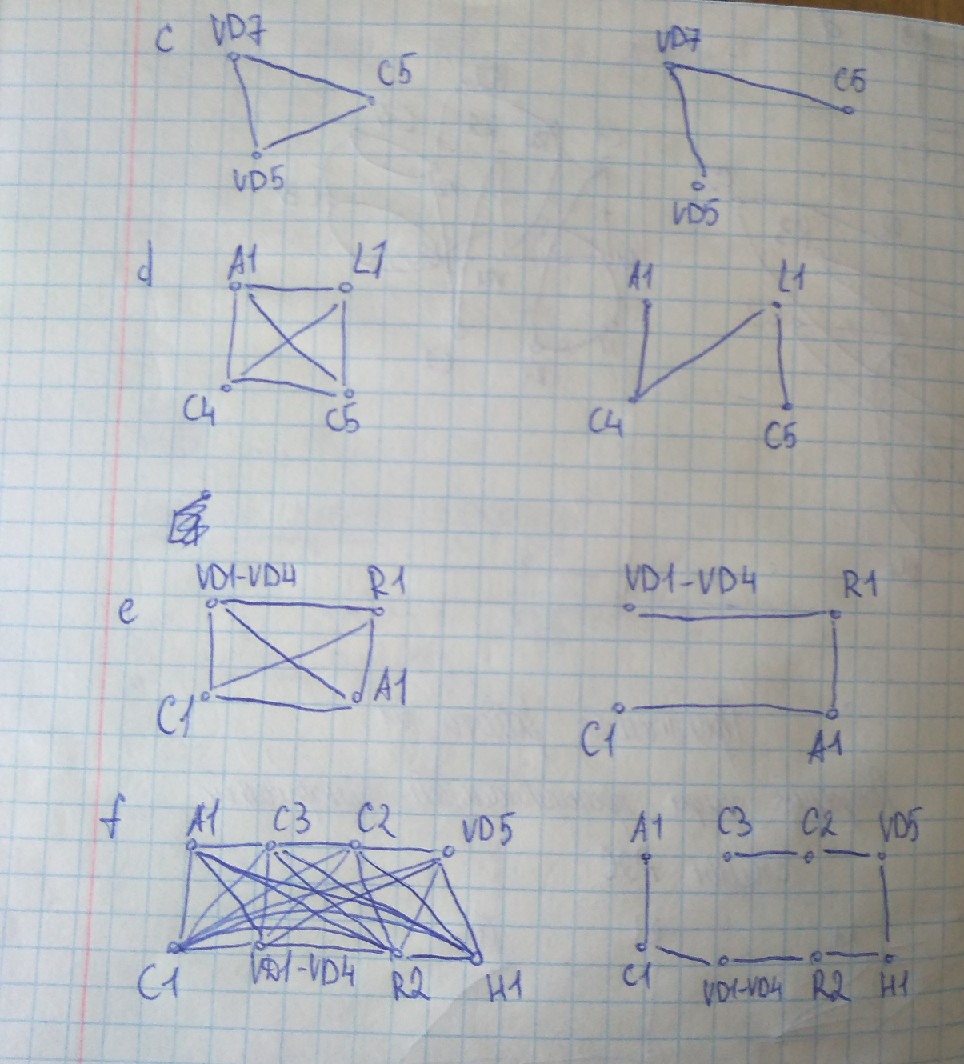 c VD7 VD7
C5 C5
VD5 VD5
d A1 L1 A1 L1
C4 C5 C4 C5
VD1-VD4 R1 VD1-VD4 R1
e
C1 A1 C1 A1
f A1 C3 C2 VD5 A1 C3 C2 VD5
C1 VD1-VD4 R2 H1 C1 VD1-VD4 R2 H1